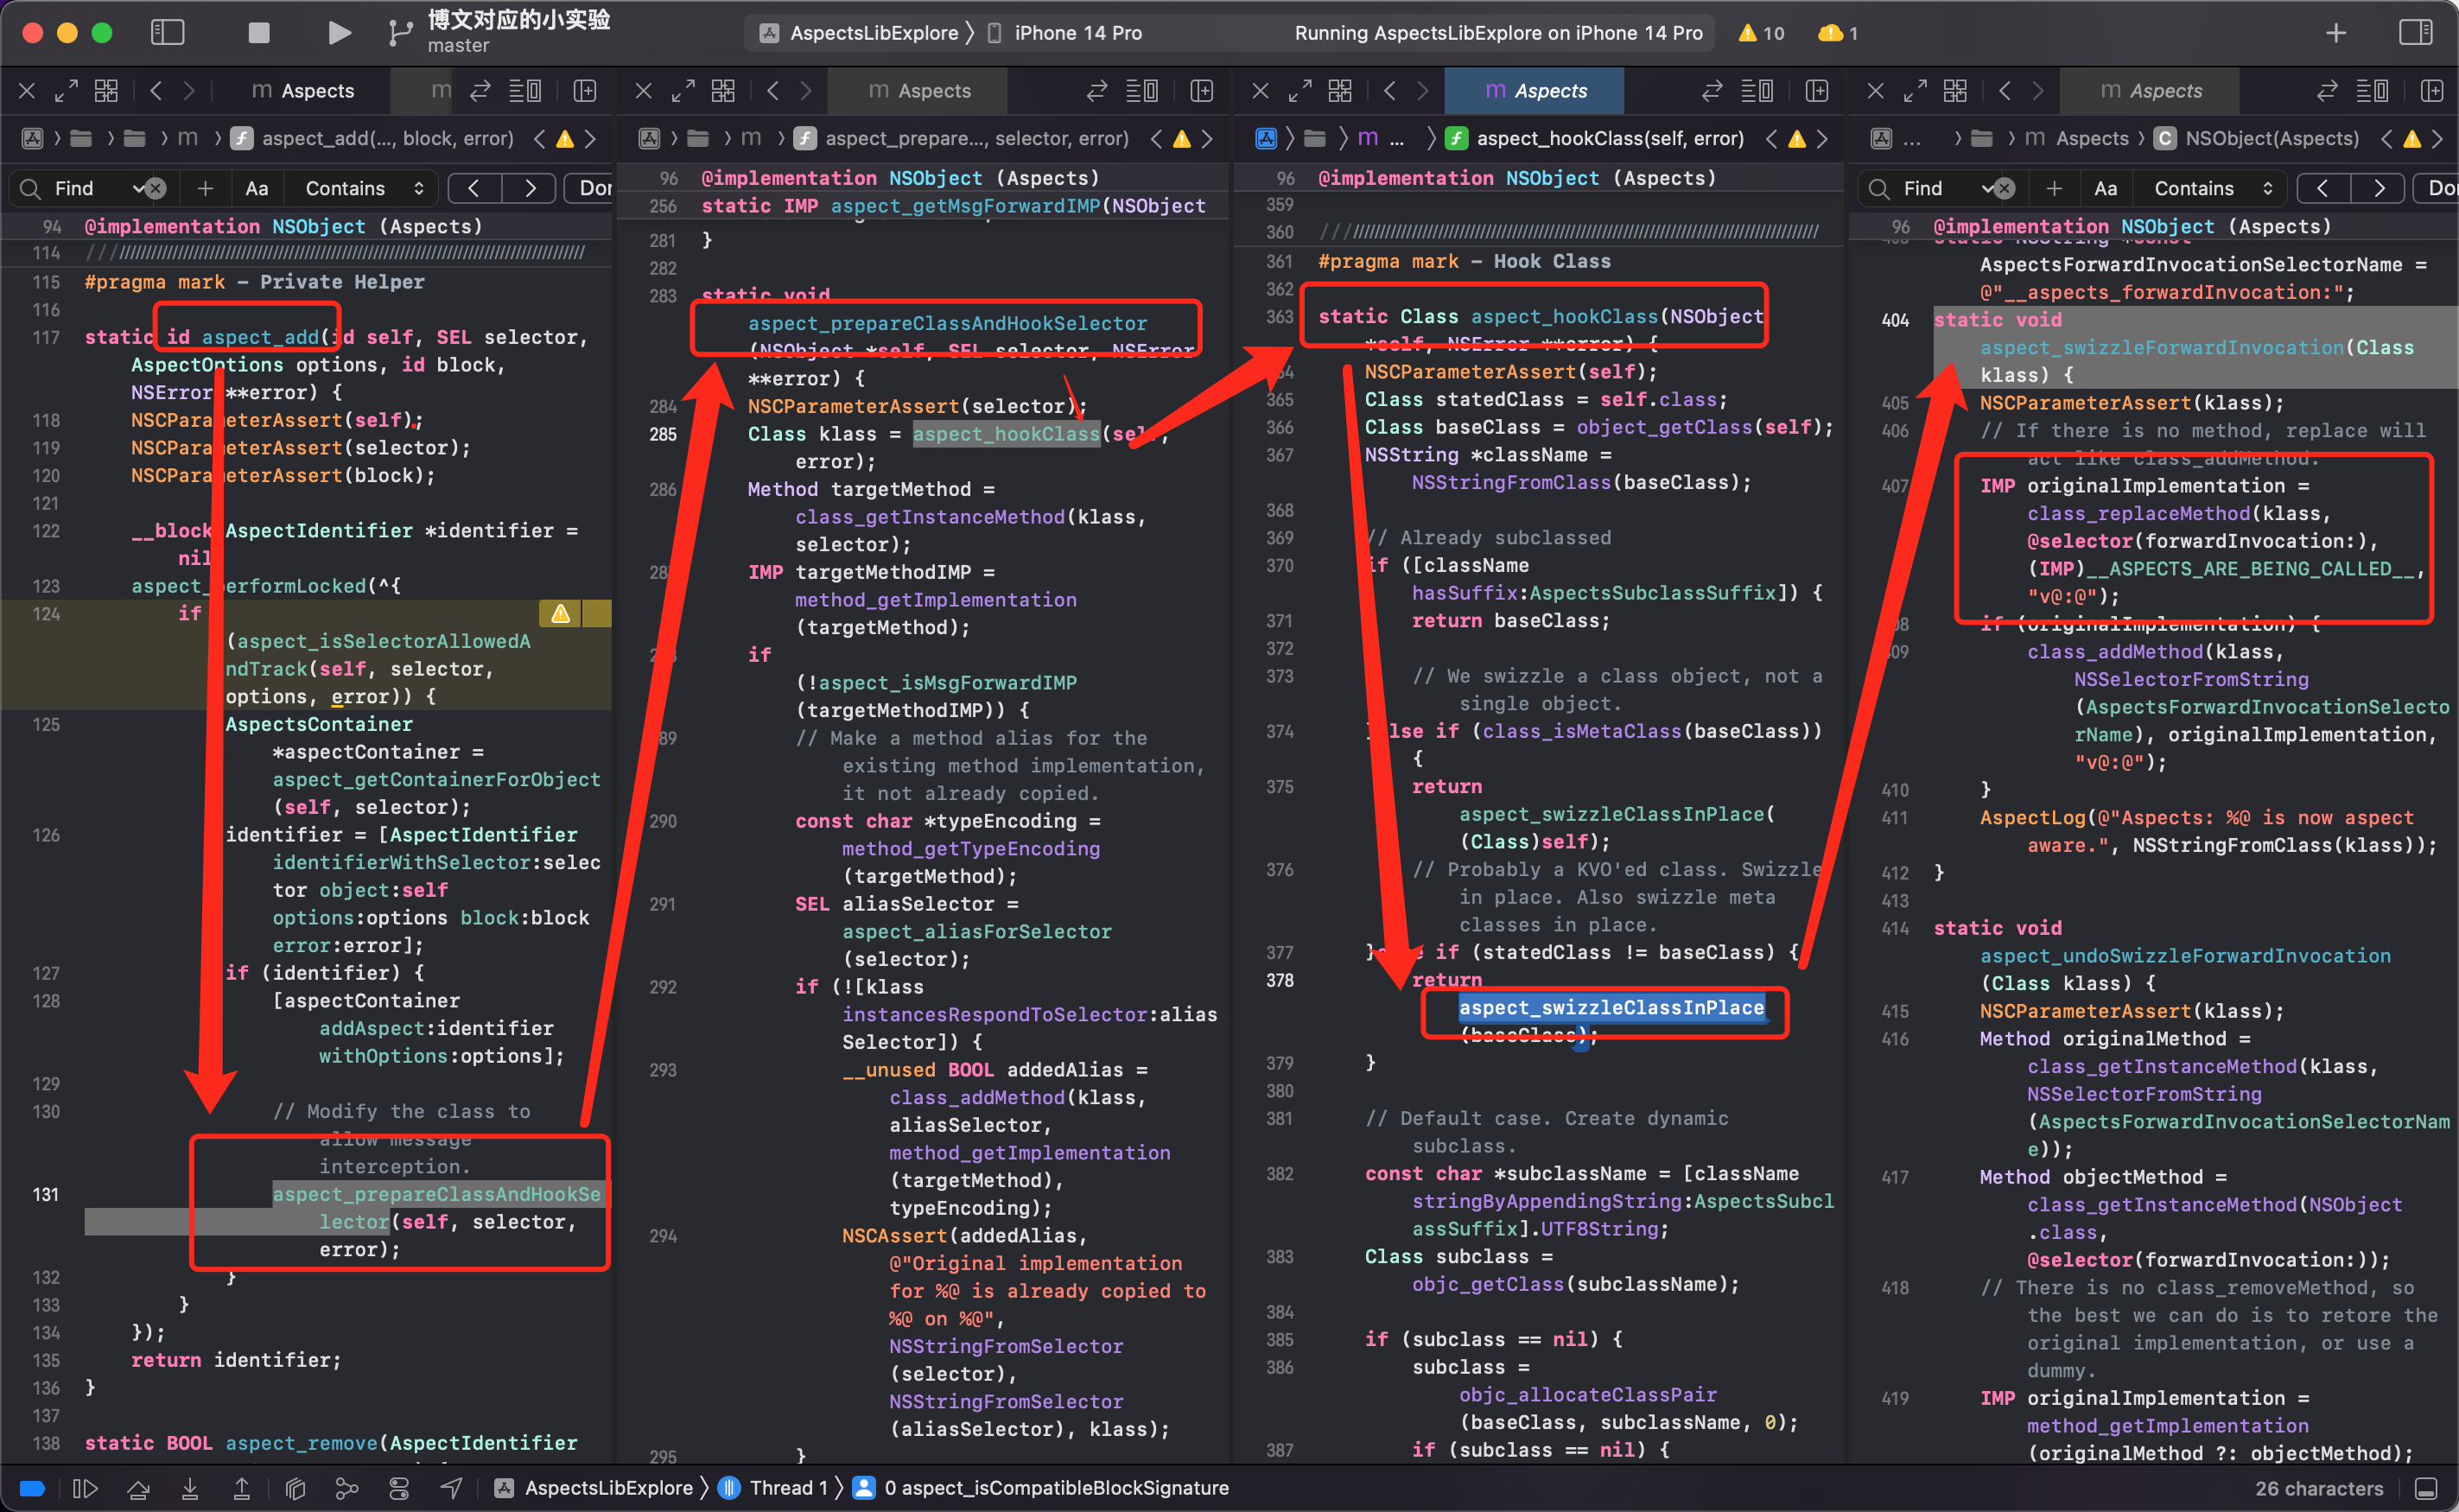 博文对应的小实验
master
AspectsLibExplore 〉 iPhone 14 Pro
Running AspectsLibExplore on iPhone 14 Pro
10
1
m Aspects
m
aspect_add(..., block, error)
Find
Aa
Contains
94 @implementation NSObject (Aspects)
114
115 #pragma mark – Private Helper
116
117 static id aspect_add(id self, SEL selector,
AspectOptions options, id block,
NSError **error) {
118 NSCParameterAssert(self);
119 NSCParameterAssert(selector);
120 NSCParameterAssert(block);
121
122 __block AspectIdentifier *identifier =
nil
123 aspect_performLocked(^{
124 if
(aspect_isSelectorAllowedA
ndTrack(self, selector,
options, error)) {
125 AspectsContainer
*aspectContainer =
aspect_getContainerForObject
(self, selector);
126 identifier = [AspectIdentifier
identifierWithSelector:selec
tor object:self
options:options block:block
error:error];
127 if (identifier) {
128 [aspectContainer
addAspect:identifier
withOptions:options];
129
130 // Modify the class to
allow message
interception.
131 aspect_prepareClassAndHookSe
lector(self, selector,
error);
132 }
133 }
134 });
135 return identifier;
136 }
137
138 static BOOL aspect_remove(AspectIdentifier
m Aspects
m
aspect_prepare..., selector, error)
96 @implementation NSObject (Aspects)
256 static IMP aspect_getMsgForwardIMP(NSObject
281 }
282
283 static void
aspect_prepareClassAndHookSelector
(NSObject *self, SEL selector, NSError
**error) {
284 NSCParameterAssert(selector);
285 Class klass = aspect_hookClass(self,
error);
286 Method targetMethod =
class_getInstanceMethod(klass,
selector);
IMP targetMethodIMP =
method_getImplementation
(targetMethod);
if
(!aspect_isMsgForwardIMP
(targetMethodIMP)) {
// Make a method alias for the
existing method implementation,
it not already copied.
290 const char *typeEncoding =
method_getTypeEncoding
(targetMethod);
291 SEL aliasSelector =
aspect_aliasForSelector
(selector);
292 if (![klass
instancesRespondToSelector:alias
Selector]) {
293 __unused BOOL addedAlias =
class_addMethod(klass,
aliasSelector,
method_getImplementation
(targetMethod),
typeEncoding);
294 NSCAssert(addedAlias,
@"Original implementation
for %@ is already copied to
%@ on %@",
NSStringFromSelector
(selector),
NSStringFromSelector
(aliasSelector), klass);
295 }
m Aspects
m ...
aspect_hookClass(self, error)
96 @implementation NSObject (Aspects)
359
360
361 #pragma mark – Hook Class
362
363 static Class aspect_hookClass(NSObject
*self, NSError **error) {
NSCParameterAssert(self);
365 Class statedClass = self.class;
366 Class baseClass = object_getClass(self);
367 NSString *className =
NSStringFromClass(baseClass);
368
369 // Already subclassed
370 if ([className
hasSuffix:AspectsSubclassSuffix]) {
371 return baseClass;
372
373 // We swizzle a class object, not a
single object.
374 else if (class_isMetaClass(baseClass))
{
375 return
aspect_swizzleClassInPlace(
(Class)self);
376 // Probably a KVO'ed class. Swizzle
in place. Also swizzle meta
classes in place.
377 } if (statedClass != baseClass) {
378 return
aspect_swizzleClassInPlace
(baseClass);
379 }
380
381 // Default case. Create dynamic
subclass.
382 const char *subclassName = [className
stringByAppendingString:AspectsSubcl
assSuffix].UTF8String;
383 Class subclass =
objc_getClass(subclassName);
384
385 if (subclass == nil) {
386 subclass =
objc_allocateClassPair
(baseClass, subclassName, 0);
387 if (subclass == nil) {
m Aspects
... m Aspects 〉 C NSObject(Aspects)
Find
Aa
Contains
96 @implementation NSObject (Aspects)
static NSString *const
AspectsForwardInvocationSelectorName =
@"__aspects_forwardInvocation:";
404 static void
aspect_swizzleForwardInvocation(Class
klass) {
405 NSCParameterAssert(klass);
406 // If there is no method, replace will
act like class_addMethod.
407 IMP originalImplementation =
class_replaceMethod(klass,
@selector(forwardInvocation:),
(IMP)__ASPECTS_ARE_BEING_CALLED__,
"v@:@");
if (originalImplementation) {
class_addMethod(klass,
NSSelectorFromString
(AspectsForwardInvocationSelecto
rName), originalImplementation,
"v@:@");
410 }
411 AspectLog(@"Aspects: %@ is now aspect
aware.", NSStringFromClass(klass));
412 }
413
414 static void
aspect_undoSwizzleForwardInvocation
(Class klass) {
415 NSCParameterAssert(klass);
416 Method originalMethod =
class_getInstanceMethod(klass,
NSSelectorFromString
(AspectsForwardInvocationSelectorNam
e));
417 Method objectMethod =
class_getInstanceMethod(NSObject
.class,
@selector(forwardInvocation:));
418 // There is no class_removeMethod, so
the best we can do is to retore the
original implementation, or use a
dummy.
419 IMP originalImplementation =
method_getImplementation
(originalMethod ?: objectMethod);
AspectsLibExplore 〉 Thread 1 〉 0 aspect_isCompatibleBlockSignature
26 characters